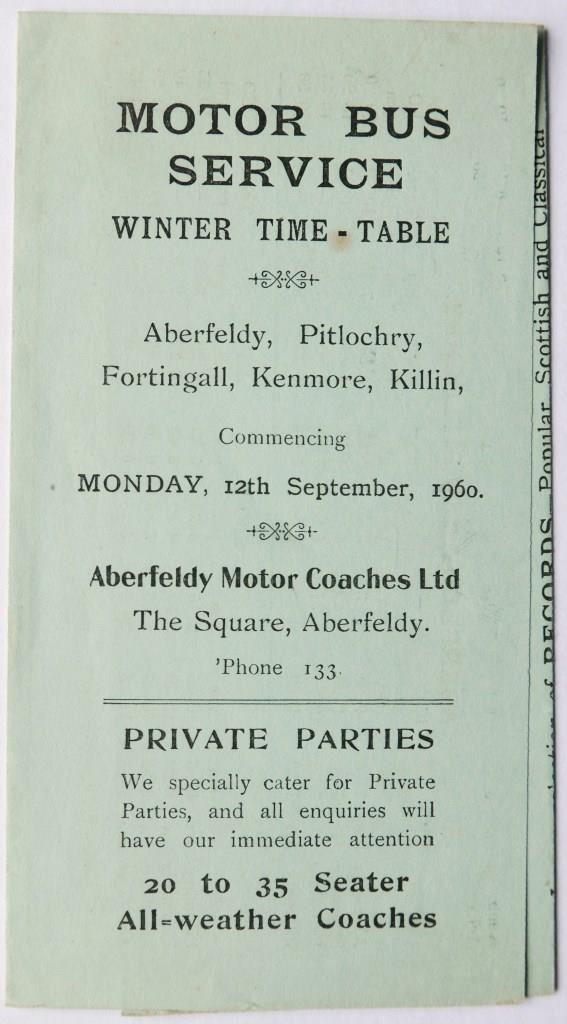 MOTOR BUS
SERVICE
WINTER TIME - TABLE
Aberfeldy, Pitlochry,
Fortingall, Kenmore, Killin,
Commencing
MONDAY, 12th September, 1960.
Aberfeldy Motor Coaches Ltd
The Square, Aberfeldy.
'Phone 133.
PRIVATE PARTIES
We specially cater for Private
Parties, and all enquiries will
have our immediate attention
20 to 35 Seater
All=weather Coaches
of RECORDS Popular Scottish and Classical